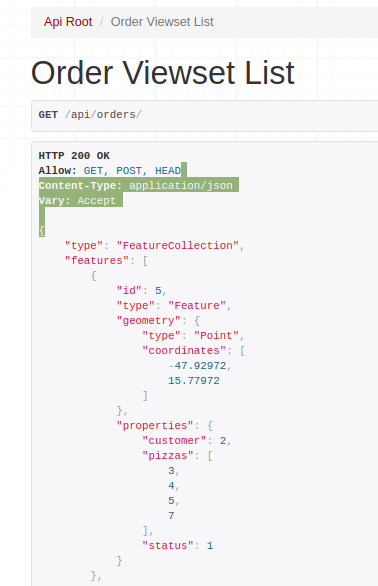 Api Root / Order Viewset List
Order Viewset List
GET /api/orders/
HTTP 200 OK
Allow: GET, POST, HEAD
Content-Type: application/json
Vary: Accept
{
"type": "FeatureCollection",
"features": [
{
"id": 5,
"type": "Feature",
"geometry": {
"type": "Point",
"coordinates": [
-47.92972,
15.77972
]
},
"properties": {
"customer": 2,
"pizzas": [
3,
4,
5,
7
],
"status": 1
}
},